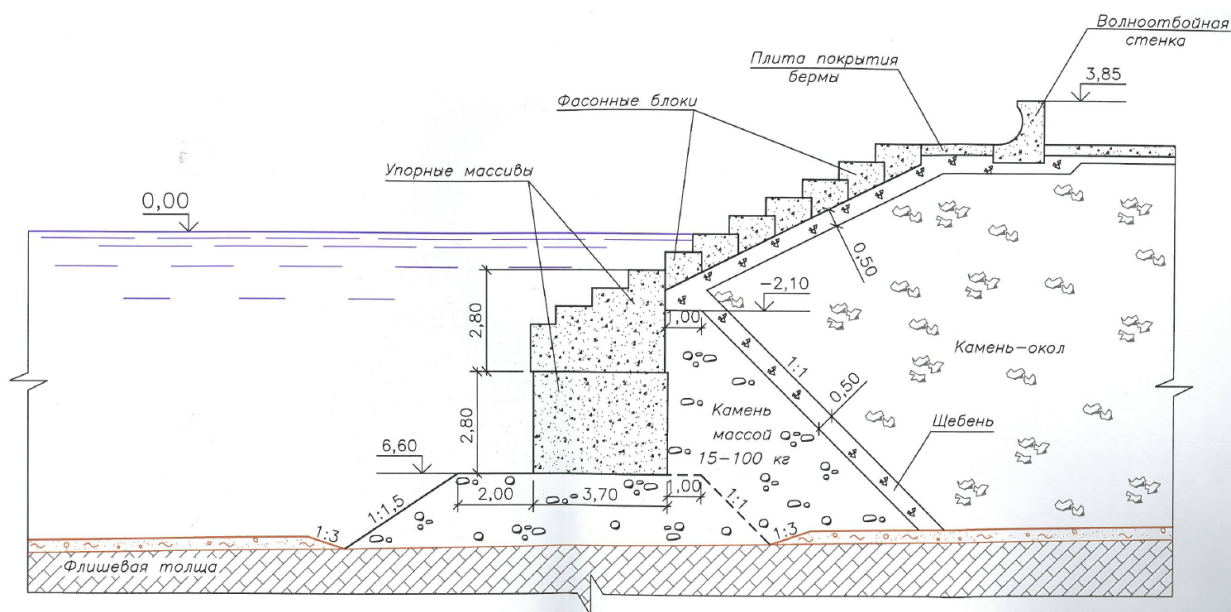 Волноотбойная
стенка
Плита покрытия
бермы
3,85
Фасонные блоки
Упорные массивы
0,00
0,50
-2,10
2,80
1,00
Камень-окол
1:1
0,50
2,80
Камень
массой
15-100 кг
Щебень
6,60
2,00
3,70
1,00
1:1
1:1,5
1:3
1:3
Флишевая толща